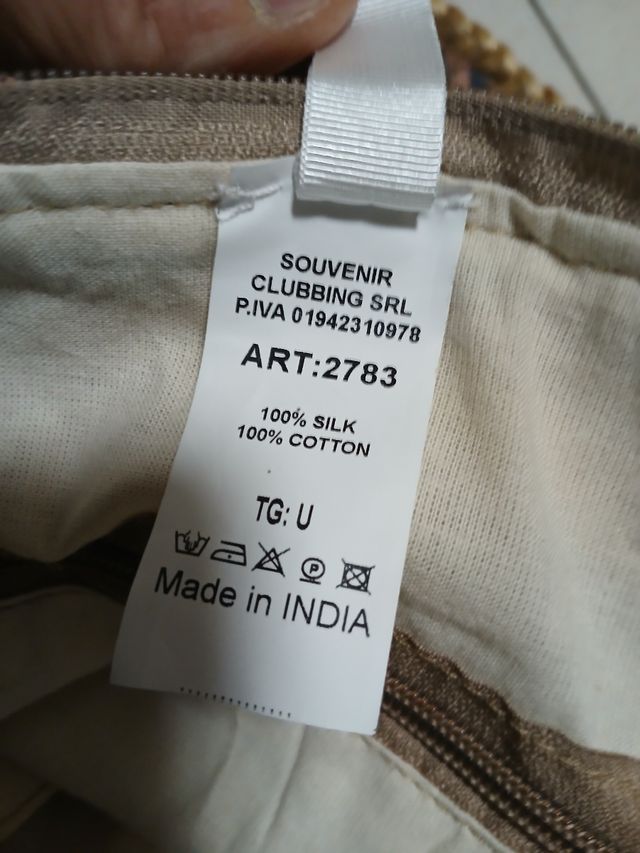 SOUVENIR
CLUBBING SRL
P.IVA 01942310978
ART:2783
100% SILK
100% COTTON
TG: U
P
Made in INDIA